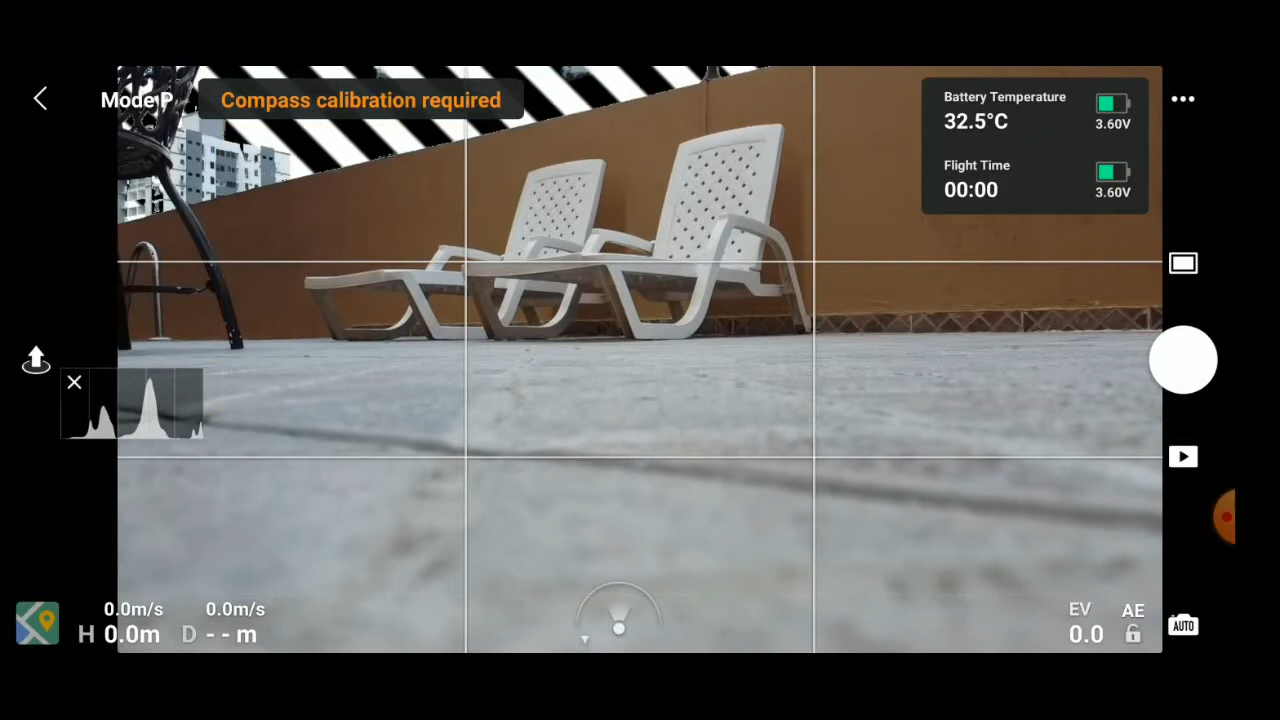 Mode P
Compass calibration required
Battery Temperature
32.5°C
3.60V
Flight Time
00:00
3.60V
0.0m/s
0.0m/s
H 0.0m
D - - m
EV
0.0
AE
AUTO